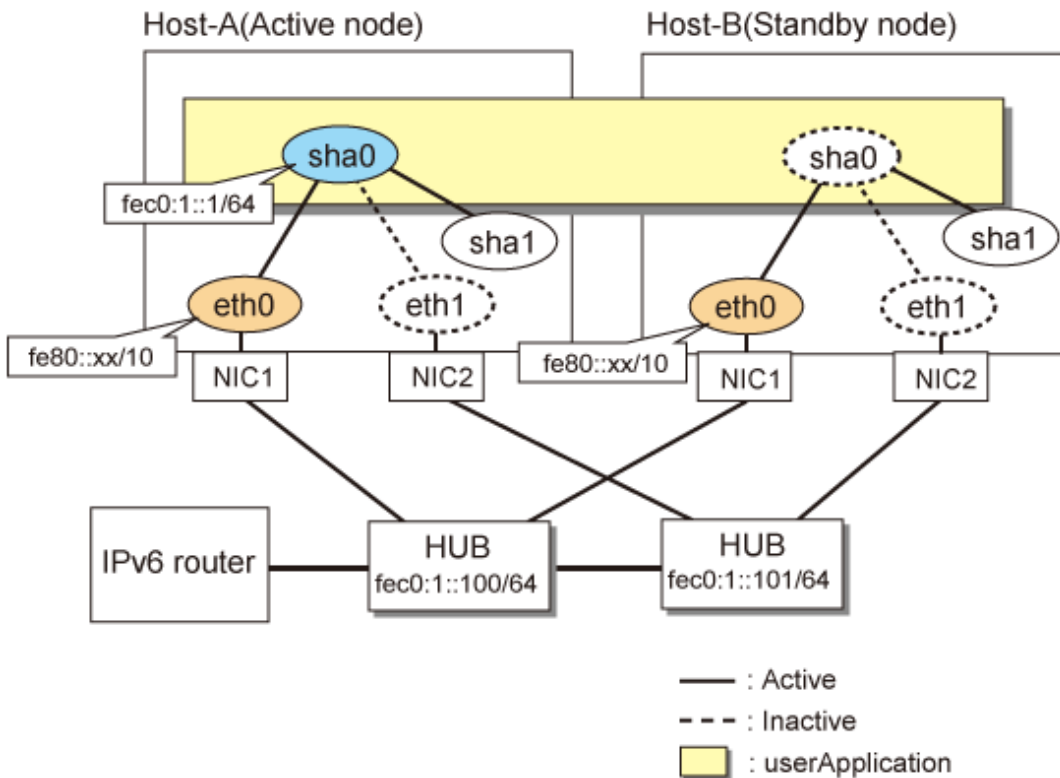 Host-A(Active node)
Host-B(Standby node)
sha0
sha0
fec0:1::1/64
sha1
sha1
eth0
eth1
eth0
eth1
fe80::xx/10
fe80::xx/10
NIC1
NIC2
NIC1
NIC2
IPv6 router
HUB
fec0:1::100/64
HUB
fec0:1::101/64
: Active
: Inactive
: userApplication